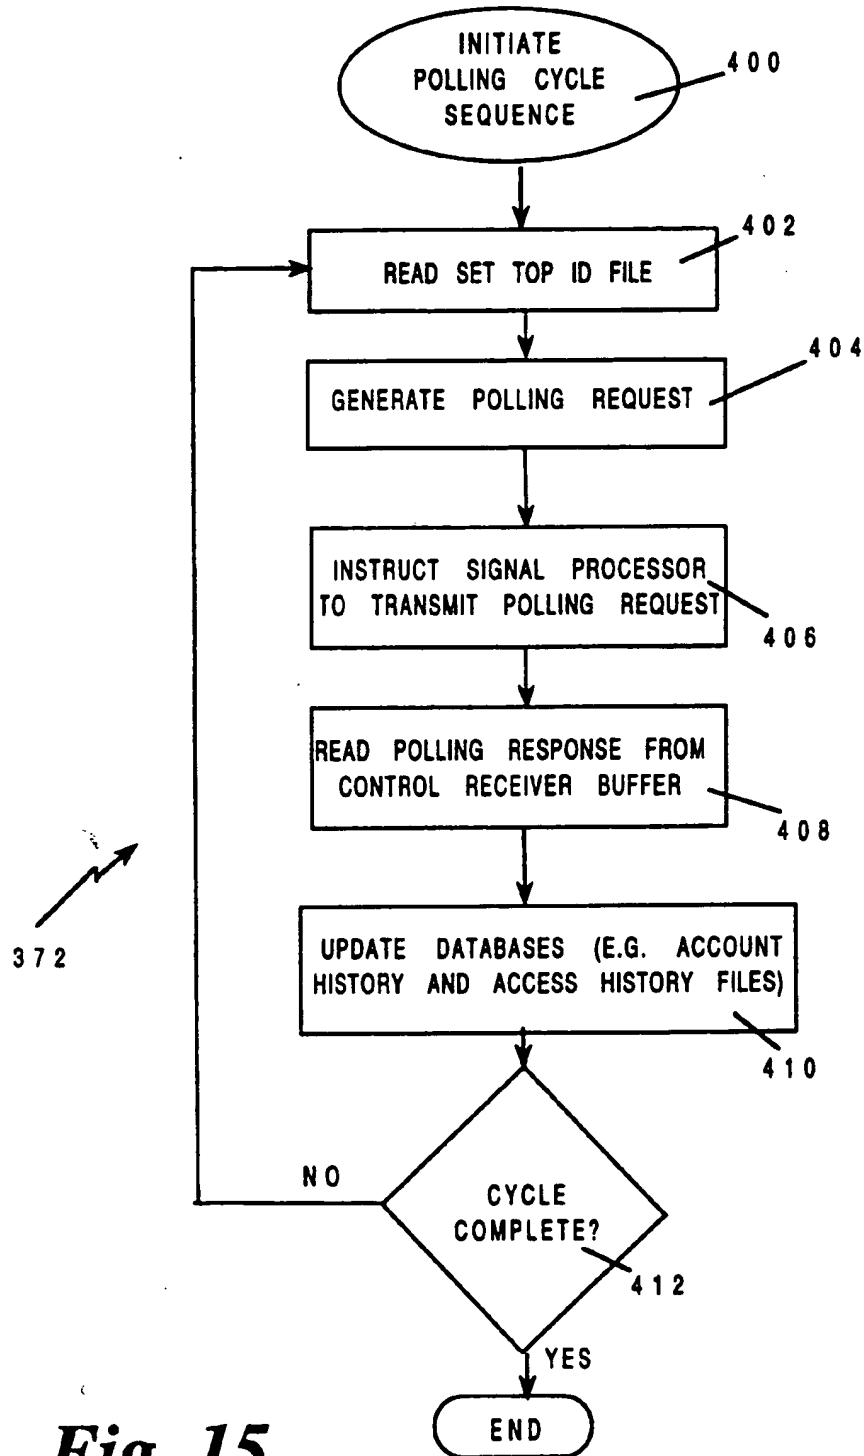 INITIATE
POLLING CYCLE
SEQUENCE
400
402
READ SET TOP ID FILE
404
GENERATE POLLING REQUEST
INSTRUCT SIGNAL PROCESSOR
TO TRANSMIT POLLING REQUEST
406
READ POLLING RESPONSE FROM
CONTROL RECEIVER BUFFER
408
372
UPDATE DATABASES (E.G. ACCOUNT
HISTORY AND ACCESS HISTORY FILES)
410
NO
CYCLE
COMPLETE?
412
YES
END
Fig. 15